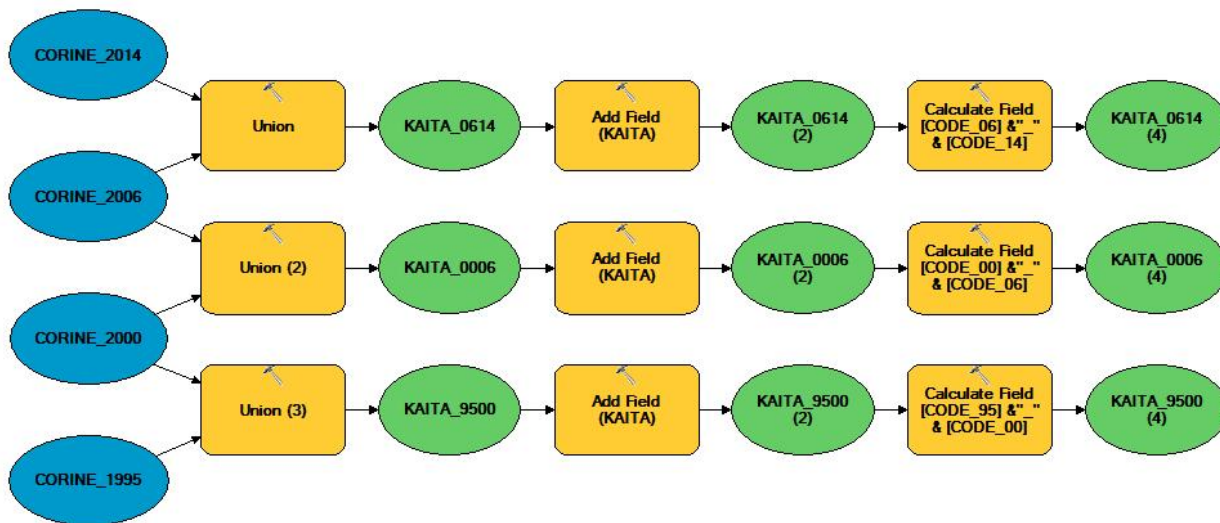 CORINE_2014
Union
KAITA_0614
Add Field
(KAITA)
KAITA_0614
(2)
Calculate Field
[CODE_06] &"_"
& [CODE_14]
KAITA_0614
(4)
CORINE_2006
Union (2)
KAITA_0006
Add Field
(KAITA)
KAITA_0006
(2)
Calculate Field
[CODE_00] &"_"
& [CODE_06]
KAITA_0006
(4)
CORINE_2000
Union (3)
KAITA_9500
Add Field
(KAITA)
KAITA_9500
(2)
Calculate Field
[CODE_95] &"_"
& [CODE_00]
KAITA_9500
(4)
CORINE_1995